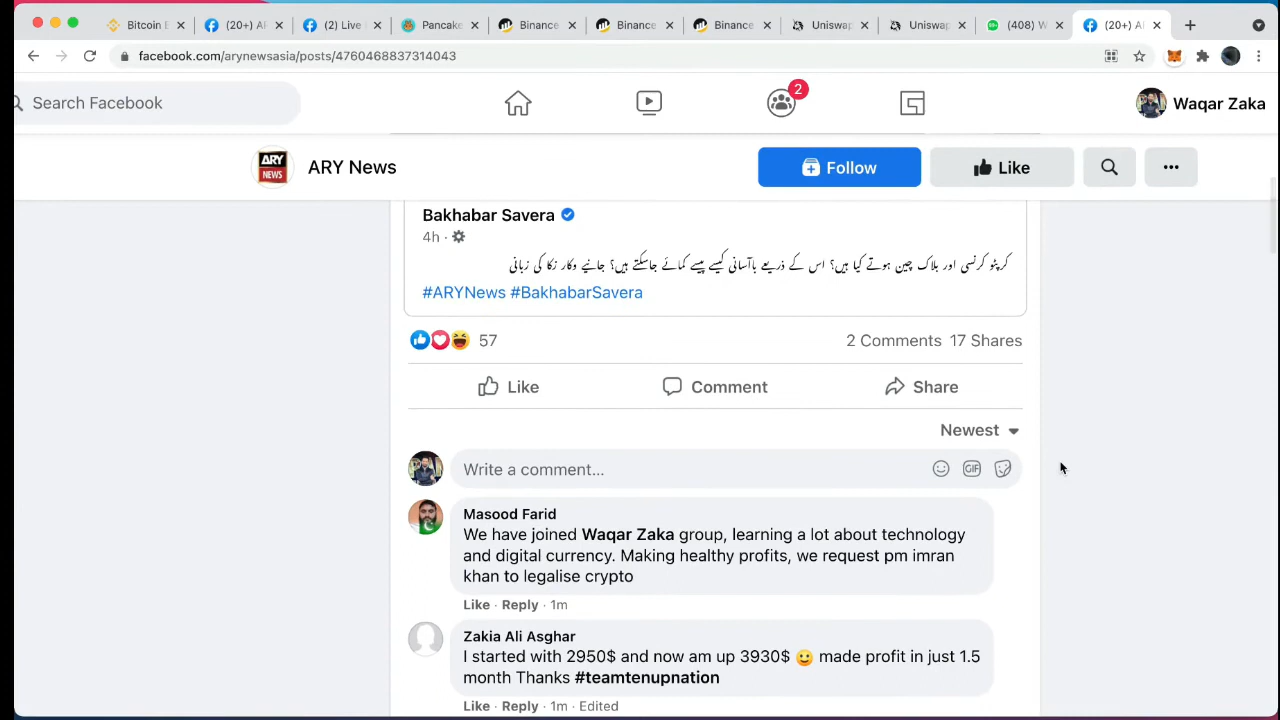 Bitcoin E
(20+) AF
(2) Live
Pancake
Binance
Binance
Binance
Uniswap
Uniswap
(408) W
(20+) Al
facebook.com/arynewsasia/posts/4760468837314043
Search Facebook
2
Waqar Zaka
ARY NEWS
ARY News
Follow
Like
Bakhabar Savera
4h
کرپٹو کرنسی اور بلاک چین ہوتے کیا ہیں؟ اس کے ذریعے باآسانی کیسے پیسے کمائے جاسکتے ہیں؟ جانیے وکار زکا کی زبانی
#ARYNews #BakhabarSavera
57
2 Comments 17 Shares
Like
Comment
Share
Newest
Write a comment...
GIF
Masood Farid
We have joined Waqar Zaka group, learning a lot about technology
and digital currency. Making healthy profits, we request pm imran
khan to legalise crypto
Like · Reply · 1m
Zakia Ali Asghar
I started with 2950$ and now am up 3930$ 🙂 made profit in just 1.5
month Thanks #teamtenupnation
Like · Reply · 1m · Edited